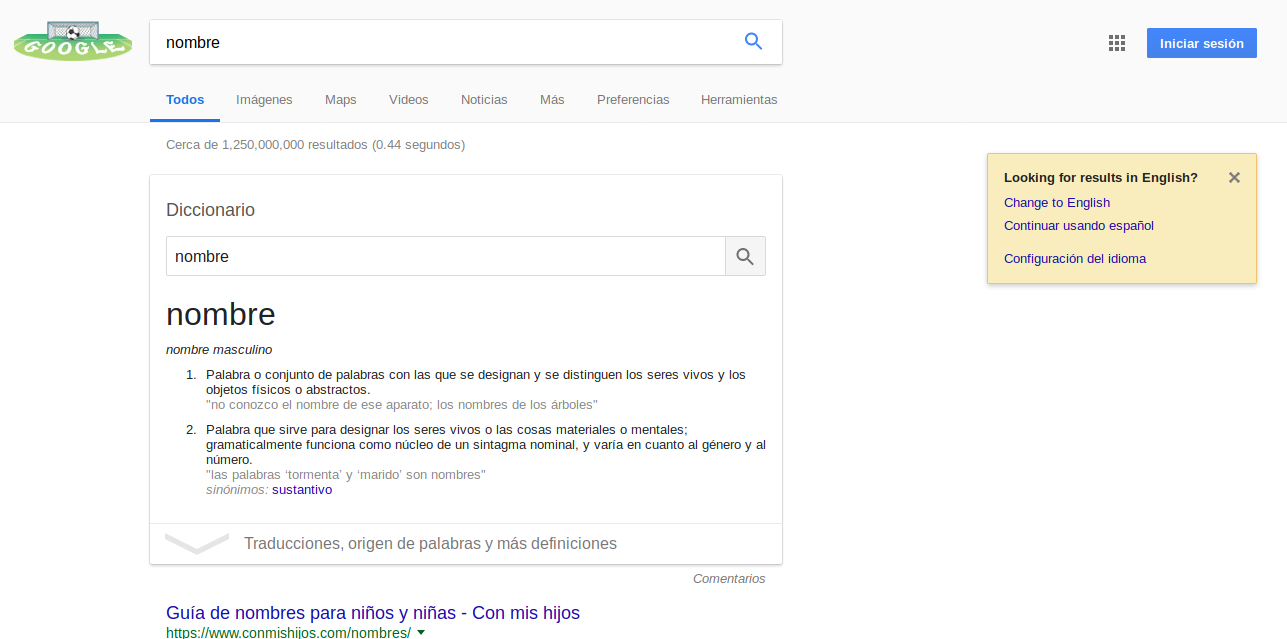 GOOGLE
nombre
Iniciar sesión
Todos Imágenes Maps Videos Noticias Más Preferencias Herramientas
Cerca de 1,250,000,000 resultados (0.44 segundos)
Looking for results in English?
Change to English
Continuar usando español
Configuración del idioma
Diccionario
nombre
nombre
nombre masculino
1. Palabra o conjunto de palabras con las que se designan y se distinguen los seres vivos y los
objetos físicos o abstractos.
"no conozco el nombre de ese aparato; los nombres de los árboles"
2. Palabra que sirve para designar los seres vivos o las cosas materiales o mentales;
gramaticalmente funciona como núcleo de un sintagma nominal, y varía en cuanto al género y al
número.
"las palabras ‘tormenta’ y ‘marido’ son nombres"
sinónimos: sustantivo
Traducciones, origen de palabras y más definiciones
Comentarios
Guía de nombres para niños y niñas - Con mis hijos
https://www.conmishijos.com/nombres/